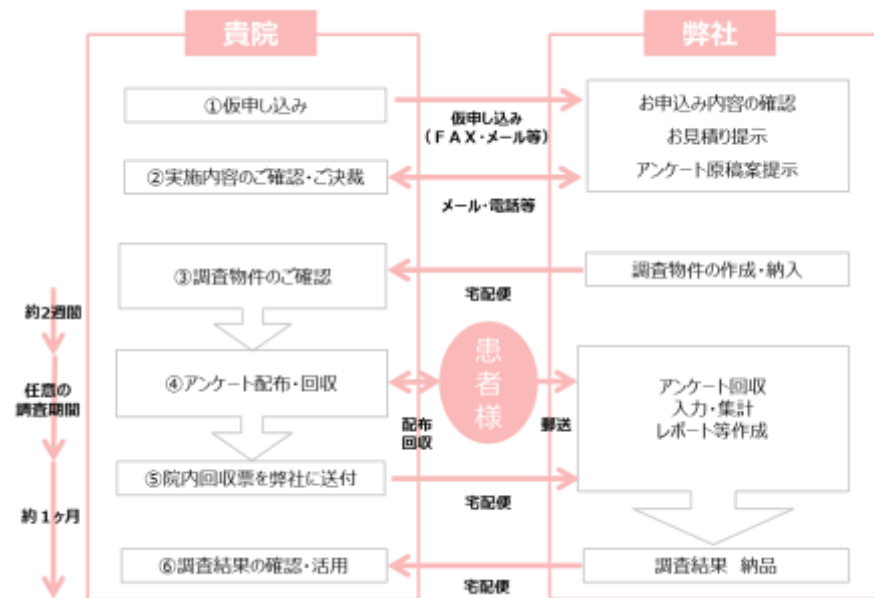 貴院
弊社
①仮申し込み
仮申し込み
（ＦＡＸ・メール等）
お申込み内容の確認
お見積り提示
アンケート原稿案提示
②実施内容のご確認・ご決裁
メール・電話等
③調査物件のご確認
宅配便
調査物件の作成・納入
約2週間
④アンケート配布・回収
配布
回収
患者様
郵送
アンケート回収
入力・集計
レポート等作成
任意の
調査期間
⑤院内回収票を弊社に送付
宅配便
約１ヶ月
⑥調査結果の確認・活用
宅配便
調査結果　納品